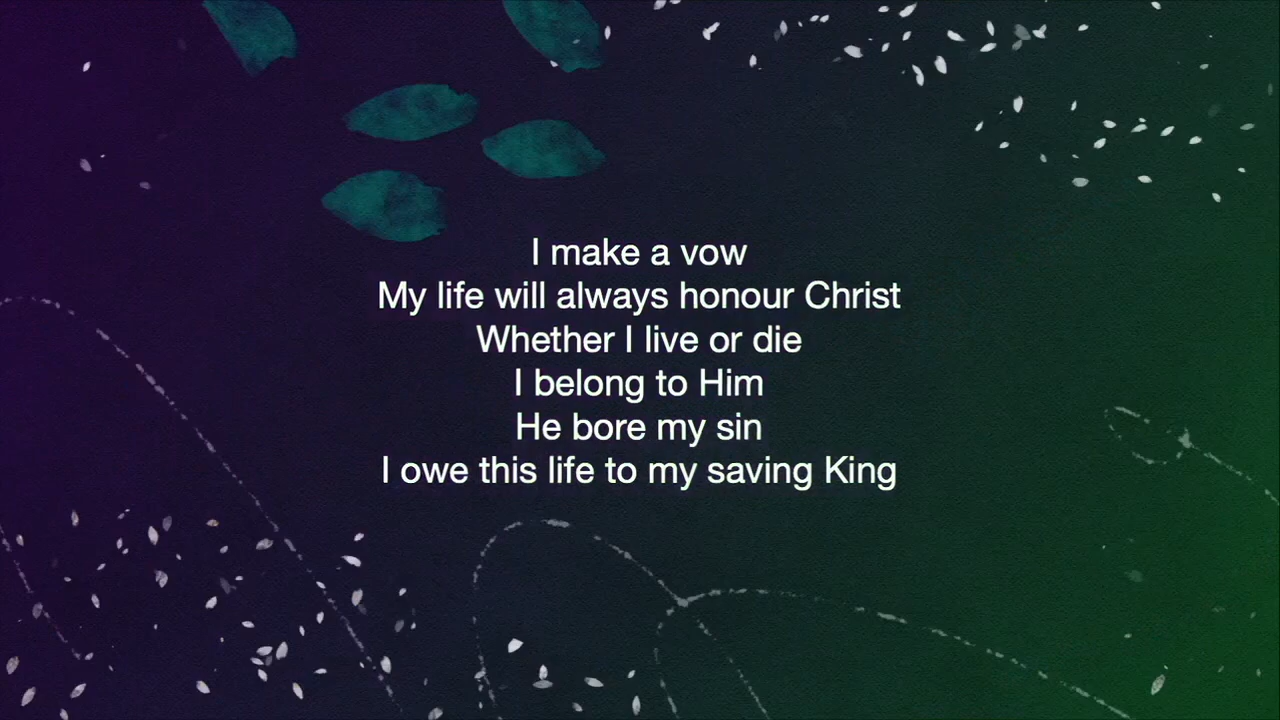 I make a vow
My life will always honour Christ
Whether I live or die
I belong to Him
He bore my sin
I owe this life to my saving King